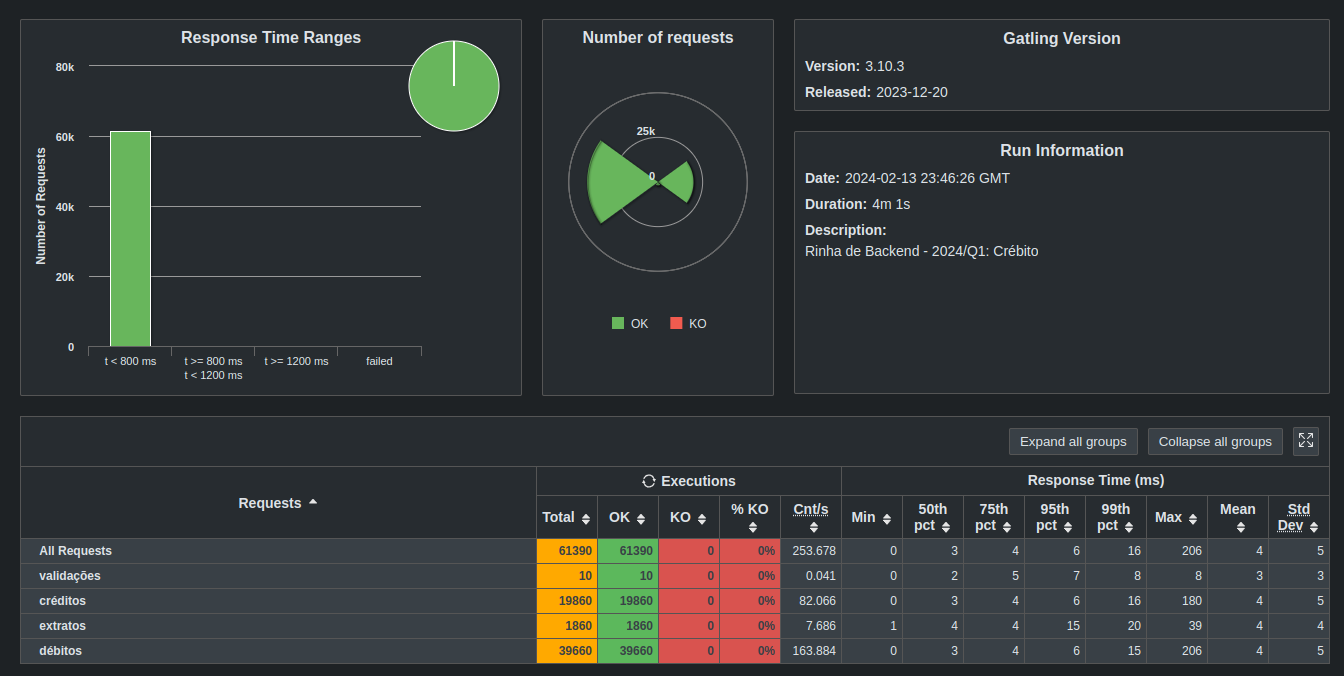 Response Time Ranges
80k
60k
40k
20k
0
Number of Requests
t < 800 ms
t >= 800 ms
t < 1200 ms
t >= 1200 ms
failed
Number of requests
25k
0
OK
KO
Gatling Version
Version: 3.10.3
Released: 2023-12-20
Run Information
Date: 2024-02-13 23:46:26 GMT
Duration: 4m 1s
Description:
Rinha de Backend - 2024/Q1: Crébito
Expand all groups Collapse all groups
Requests Executions Response Time (ms)
Total OK KO % KO Cnt/s Min 50th pct 75th pct 95th pct 99th pct Max Mean Std Dev
All Requests 61390 61390 0 0% 253.678 0 3 4 6 16 206 4 5
validações 10 10 0 0% 0.041 0 2 5 7 8 8 3 3
créditos 19860 19860 0 0% 82.066 0 3 4 6 16 180 4 5
extratos 1860 1860 0 0% 7.686 1 4 4 15 20 39 4 4
débitos 39660 39660 0 0% 163.884 0 3 4 6 15 206 4 5